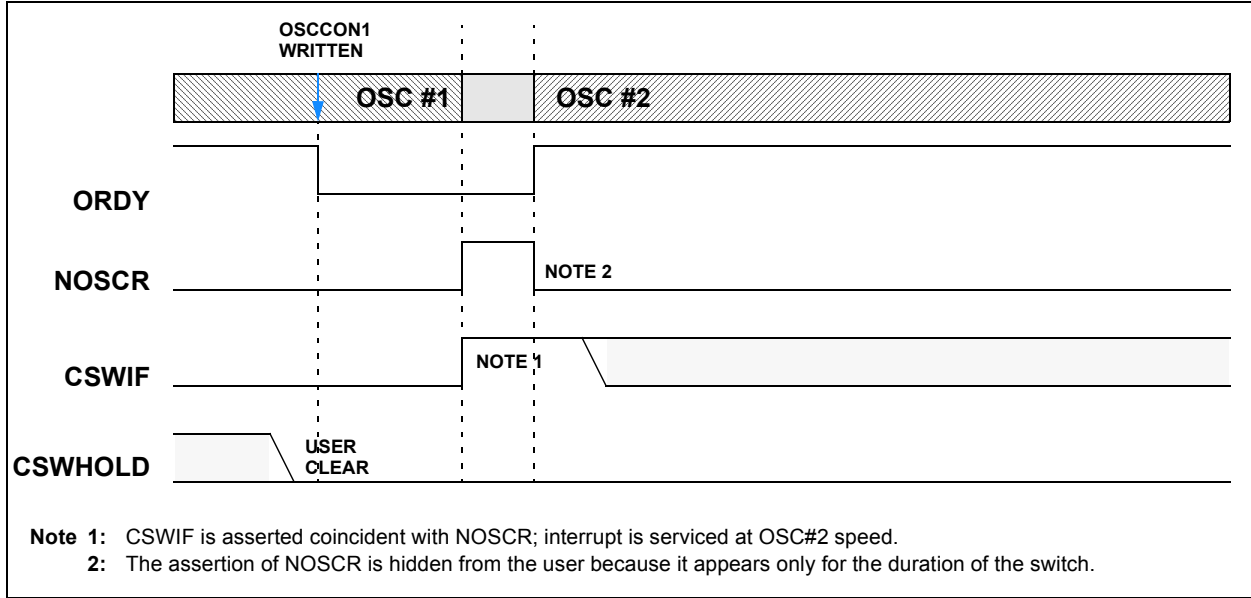 OSCCON1
WRITTEN
OSC #1
OSC #2
ORDY
NOSCR
NOTE 2
CSWIF
NOTE 1
CSWHOLD
USER
CLEAR
Note 1: CSWIF is asserted coincident with NOSCR; interrupt is serviced at OSC#2 speed.
2: The assertion of NOSCR is hidden from the user because it appears only for the duration of the switch.